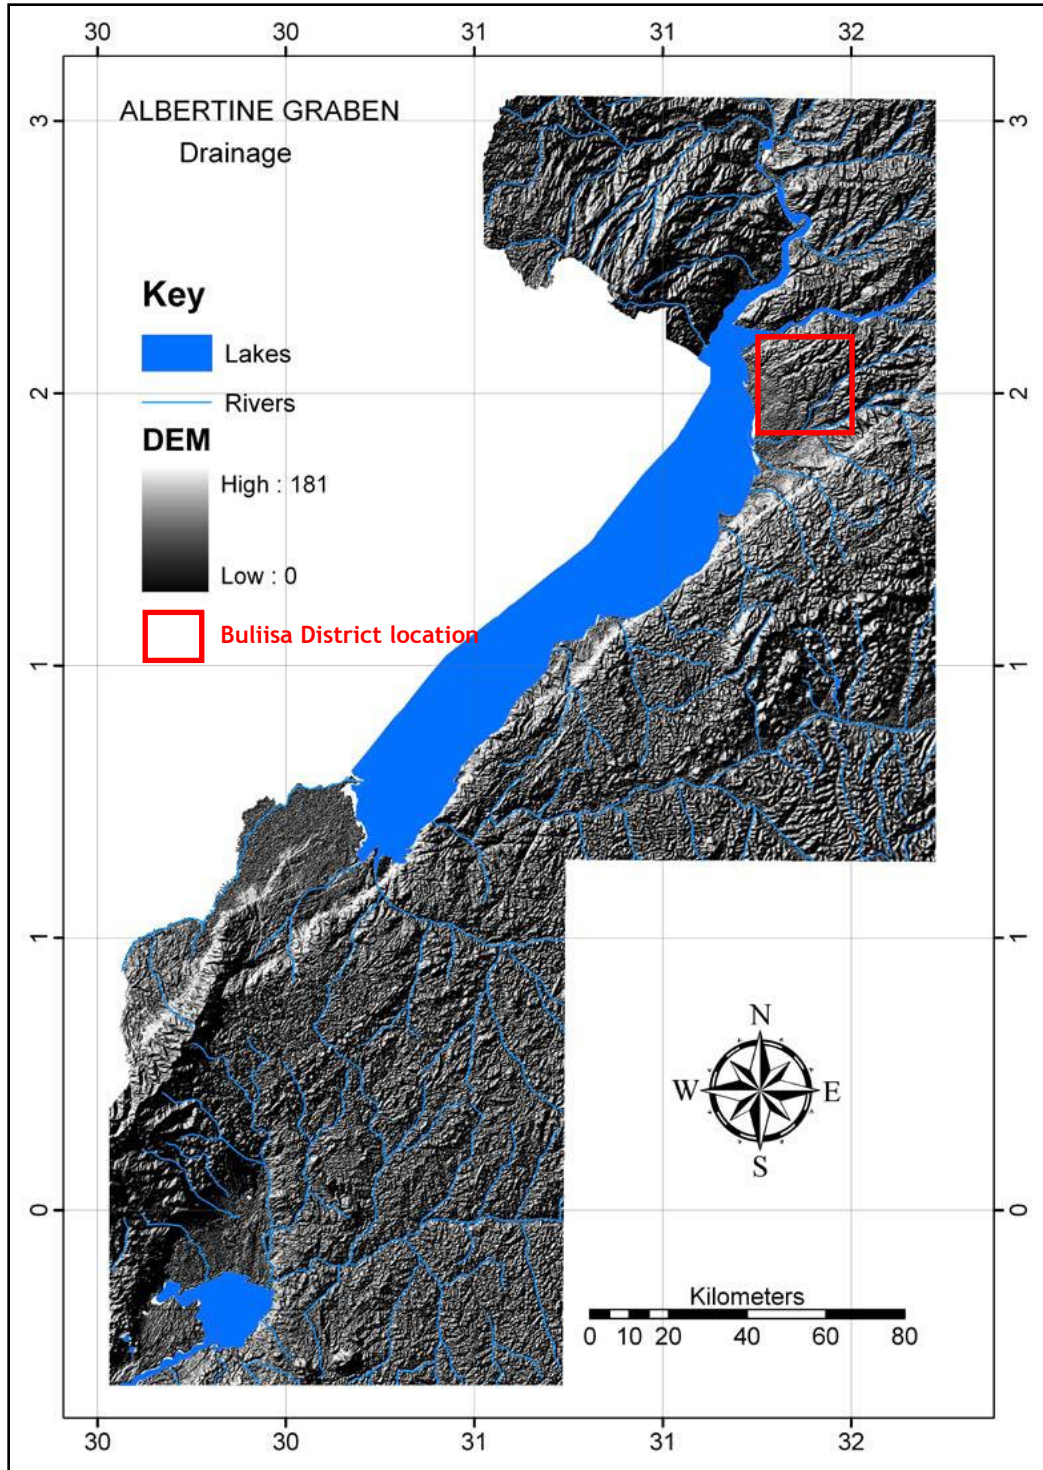 30 30 31 31 32
ALBERTINE GRABEN
Drainage
Key
Lakes
Rivers
DEM
High : 181
Low : 0
Buliisa District location
3
2
1
1
0
3
2
1
1
0
N
W E
S
Kilometers
0 10 20 40 60 80
30 30 31 31 32